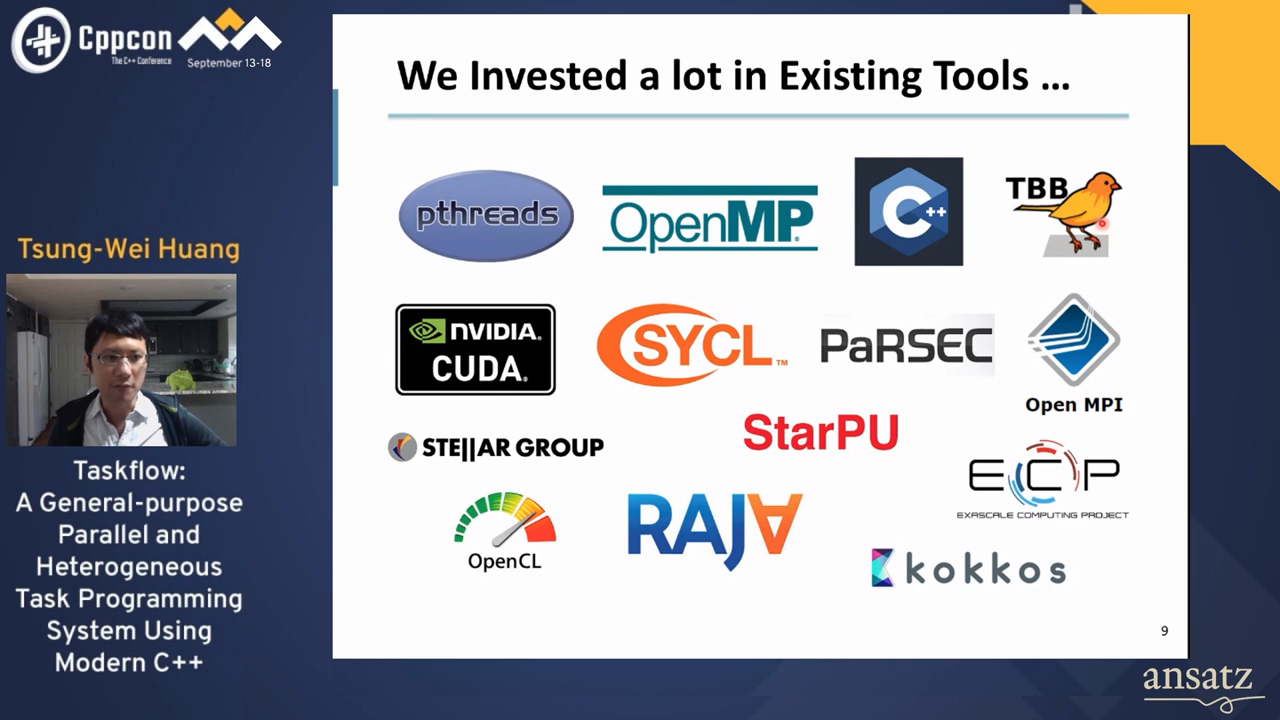 Cppcon
The C++ Conference
September 13-18
We Invested a lot in Existing Tools ...
pthreads
OpenMP®
C++
TBB
Tsung-Wei Huang
NVIDIA®
CUDA®
SYCL™
PaRSEC
Open MPI
StarPU
STE||AR GROUP
ECP
EXASCALE COMPUTING PROJECT
OpenCL
RAJA
kokkos
Taskflow:
A General-purpose
Parallel and
Heterogeneous
Task Programming
System Using
Modern C++
9
ansatz